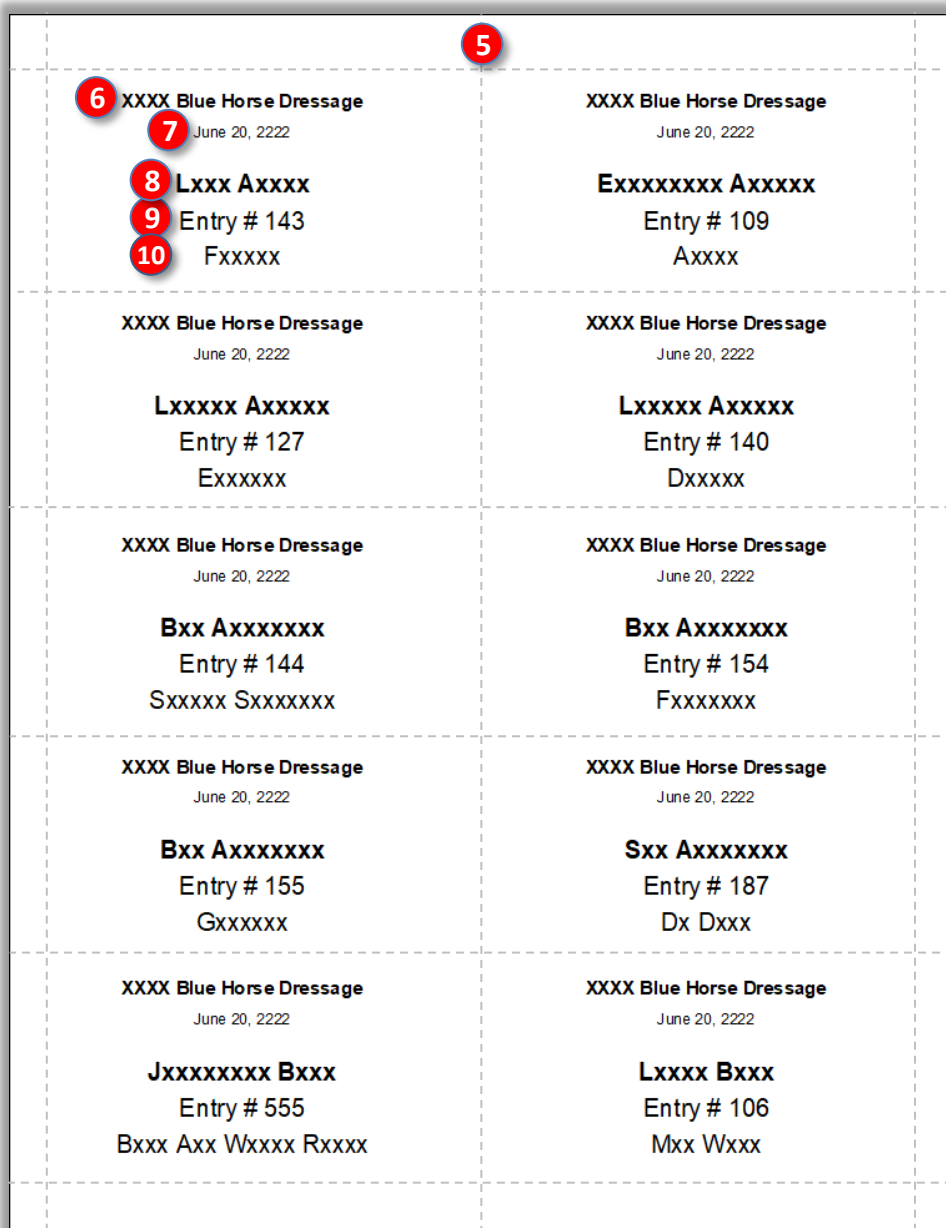 5
6 XXXX Blue Horse Dressage
7 June 20, 2222
8 Lxxx Axxxx
9 Entry # 143
10 Fxxxxx
XXXX Blue Horse Dressage
June 20, 2222
Exxxxxxxx Axxxxx
Entry # 109
Axxxx
XXXX Blue Horse Dressage
June 20, 2222
Lxxxxx Axxxxx
Entry # 127
Exxxxxx
XXXX Blue Horse Dressage
June 20, 2222
Lxxxxx Axxxxx
Entry # 140
Dxxxxx
XXXX Blue Horse Dressage
June 20, 2222
Bxx Axxxxxxx
Entry # 144
Sxxxxx Sxxxxxxx
XXXX Blue Horse Dressage
June 20, 2222
Bxx Axxxxxxx
Entry # 154
Fxxxxxxx
XXXX Blue Horse Dressage
June 20, 2222
Bxx Axxxxxxx
Entry # 155
Gxxxxxx
XXXX Blue Horse Dressage
June 20, 2222
Sxx Axxxxxxx
Entry # 187
Dx Dxxx
XXXX Blue Horse Dressage
June 20, 2222
Jxxxxxxxx Bxxx
Entry # 555
Bxxx Axx Wxxxx Rxxxx
XXXX Blue Horse Dressage
June 20, 2222
Lxxxx Bxxx
Entry # 106
Mxx Wxxx